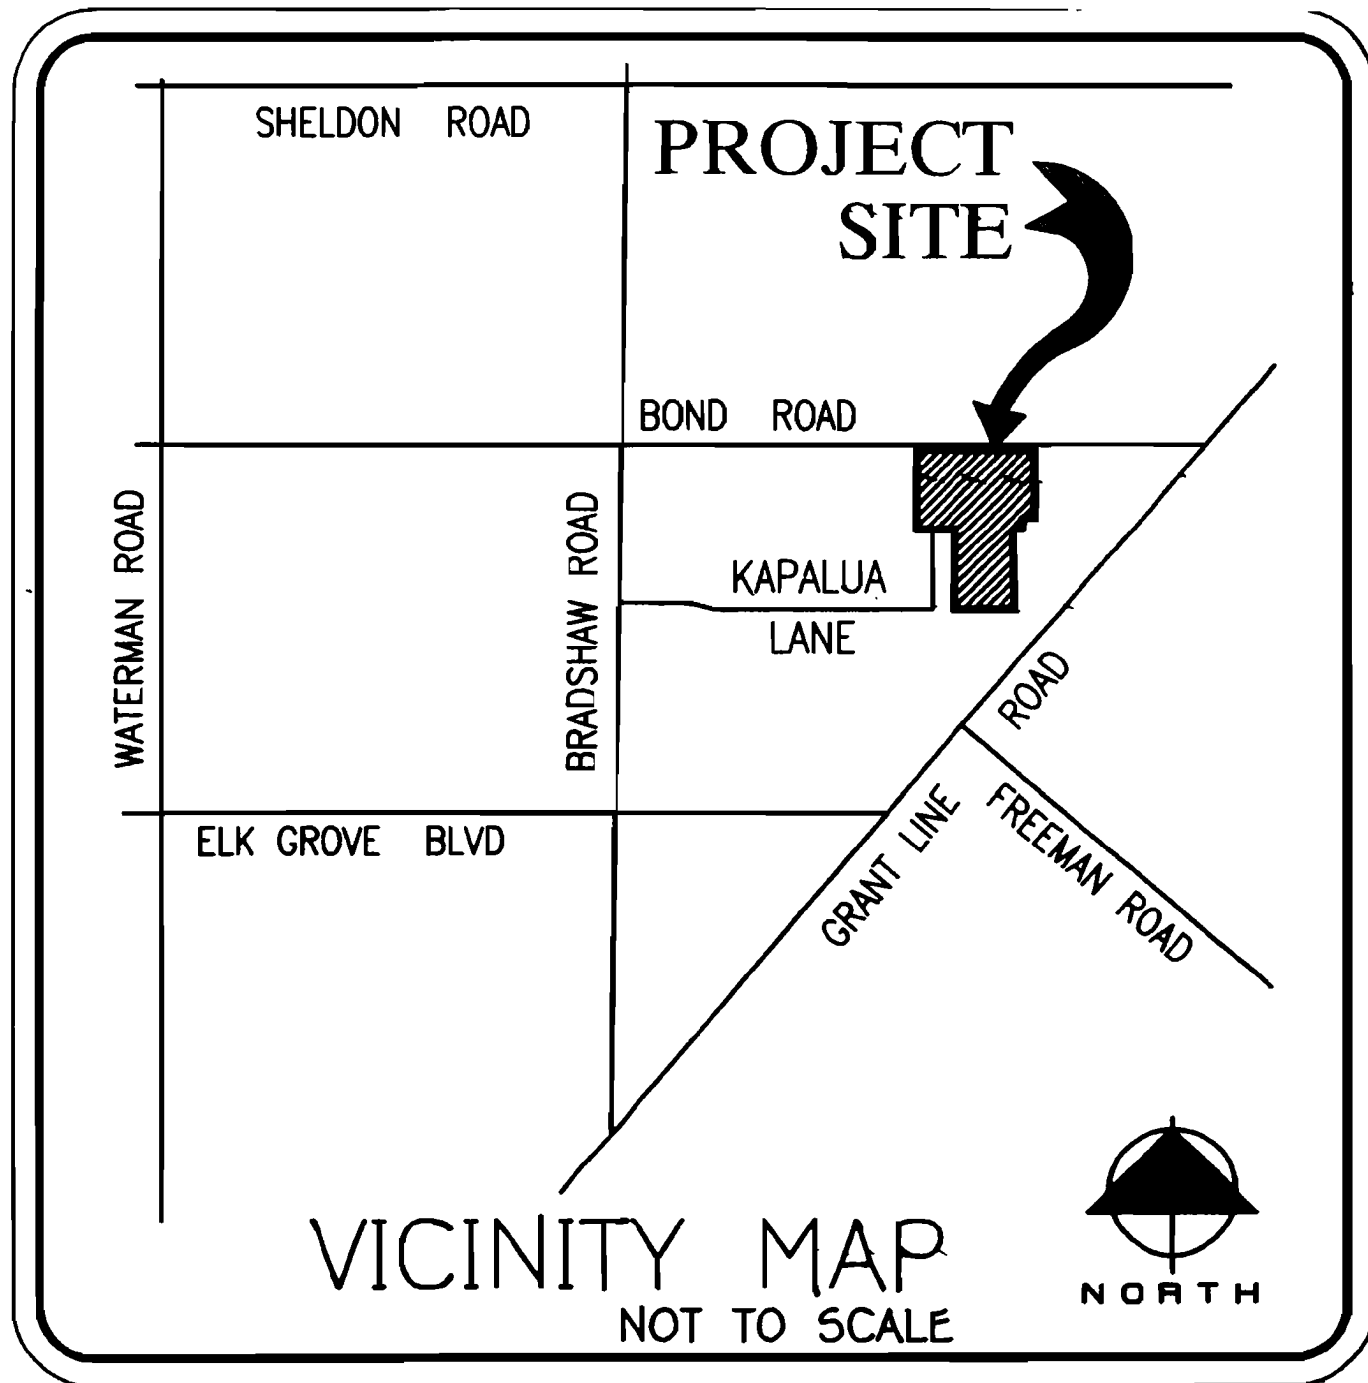 SHELDON ROAD
PROJECT
SITE
BOND ROAD
WATERMAN ROAD
BRADSHAW ROAD
KAPALUA
LANE
GRANT LINE ROAD
FREEMAN ROAD
ELK GROVE BLVD
VICINITY MAP
NOT TO SCALE
NORTH